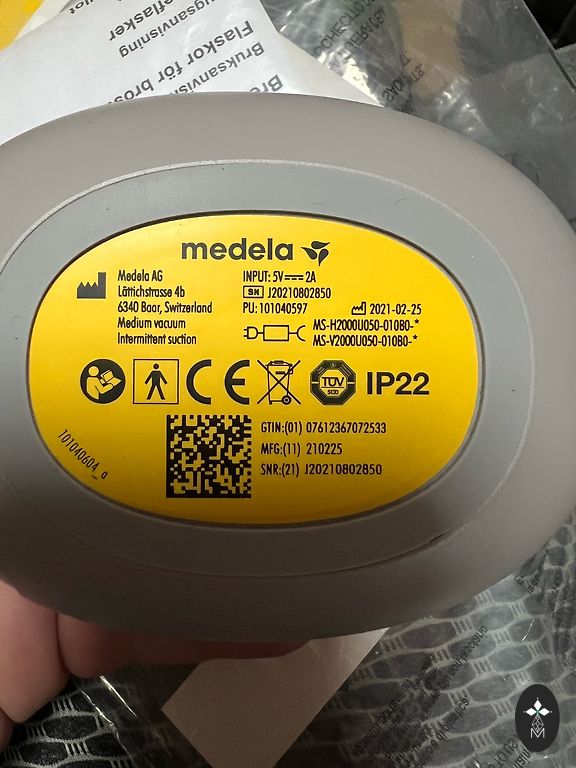 Bruksanvisning
Flaskor för brös
Bruksanvisn
medela
Medela AG
Lättichstrasse 4b
6340 Baar, Switzerland
Medium vacuum
Intermittent suction
INPUT: 5V⎓2A
SN J20210802850
PU: 101040597
2021-02-25
MS-H2000U050-010B0-*
MS-V2000U050-010B0-*
CE
TÜV
SÜD
IP22
GTIN:(01) 07612367072533
MFG:(11) 210225
SNR:(21) J20210802850
101040604_a
M